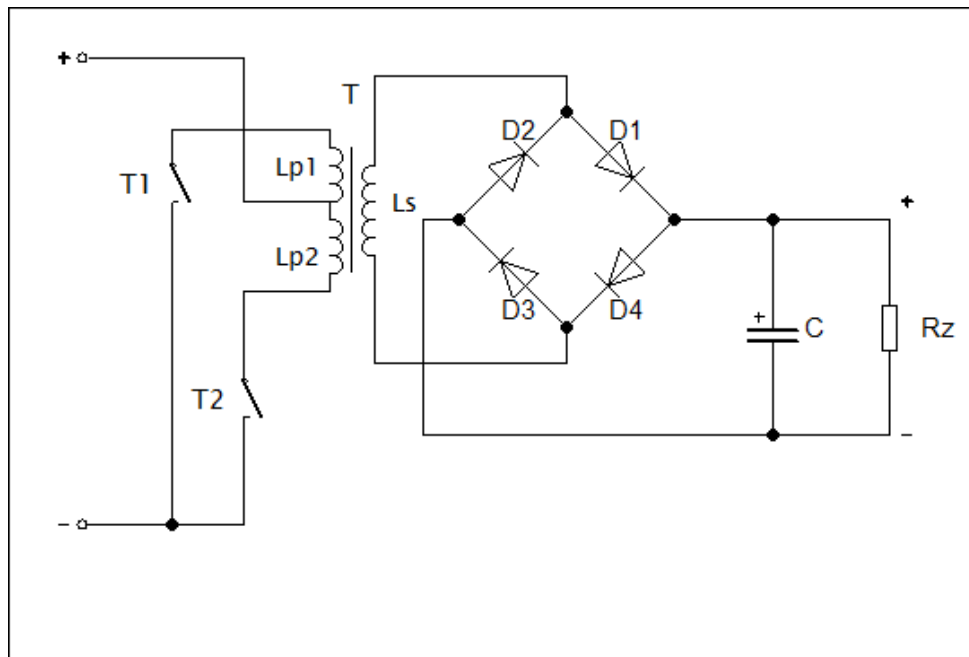 +
T
D2
D1
Lp1
T1
Ls
+
Lp2
D3
D4
+
C
Rz
T2
-
-